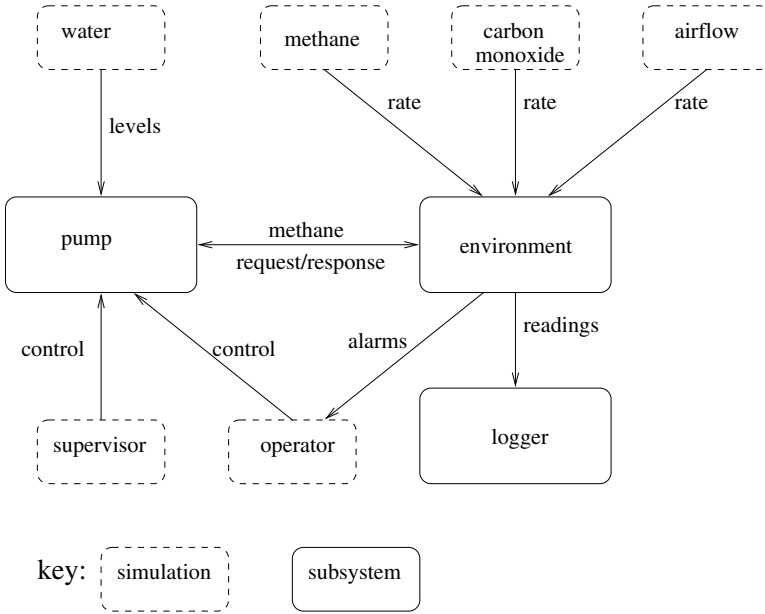 water
methane
carbon
monoxide
airflow
levels
rate
rate
rate
pump
methane
request/response
environment
control
control
alarms
readings
supervisor
operator
logger
key:
simulation
subsystem